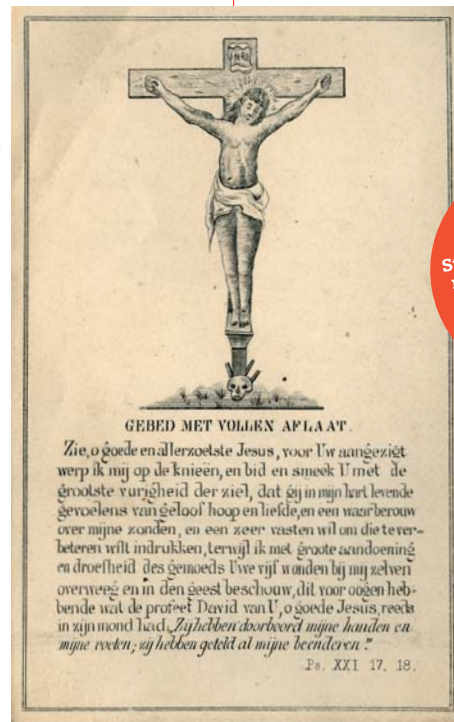 INRI
GEBED MET VOLLEN AFLAAT.
Zie, o goede en allerzoetste Jesus, voor Uw aangezigt
werp ik mij op de knieën, en bid en smeek U met de
grootste vurigheid der ziel, dat gij in mijn hart levende
gevoelens van geloof hoop en liefde, en een waar berouw
over mijne zonden, en een zeer vasten wil om die te ver-
beteren wilt indrukken, terwijl ik met groote aandoening
en droefheid des gemoeds Uwe vijf wonden bij mij zelven
overweeg en in den geest beschouw, dit voor oogen heb-
bende wat de profeet David van U, o goede Jesus, reeds
in zijn mond had. „Zij hebben doorboord mijne handen en
mijne voeten; zij hebben geteld al mijne beenderen."
Ps. XXI 17. 18.